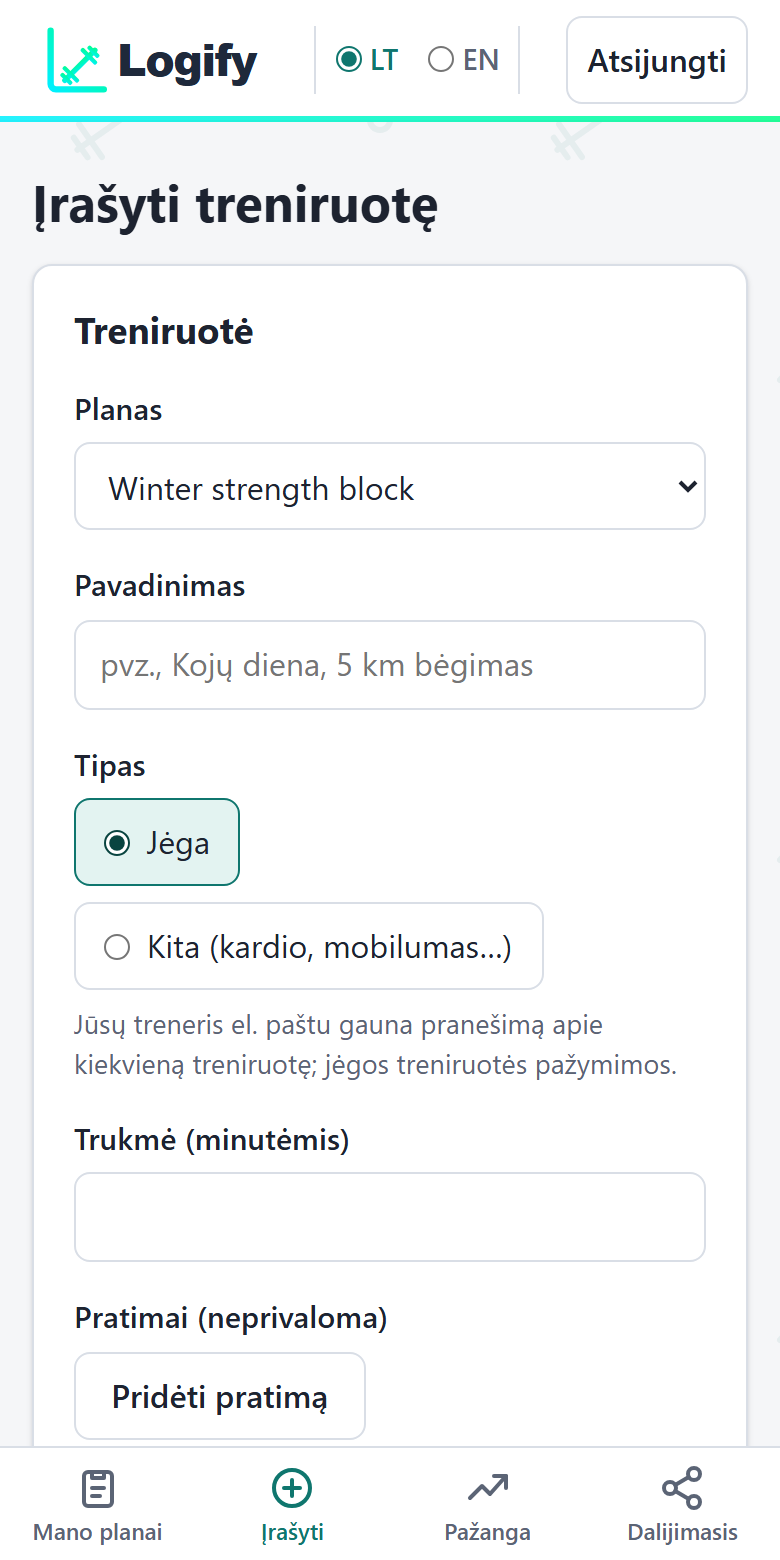 Logify
LT
EN
Atsijungti
Įrašyti treniruotę
Treniruotė
Planas
Winter strength block
Pavadinimas
pvz., Kojų diena, 5 km bėgimas
Tipas
Jėga
Kita (kardio, mobilumas...)
Jūsų treneris el. paštu gauna pranešimą apie
kiekvieną treniruotę; jėgos treniruotės pažymimos.
Trukmė (minutėmis)
Pratimai (neprivaloma)
Pridėti pratimą
Mano planai
Įrašyti
Pažanga
Dalijimasis